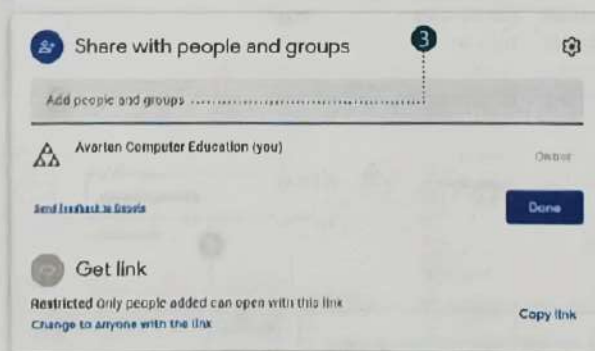 Share with people and groups
3
Add people and groups
Avarten Computer Education (you)
Owner
Send feedback to Google
Done
Get link
Restricted Only people added can open with this link
Change to anyone with the link
Copy link